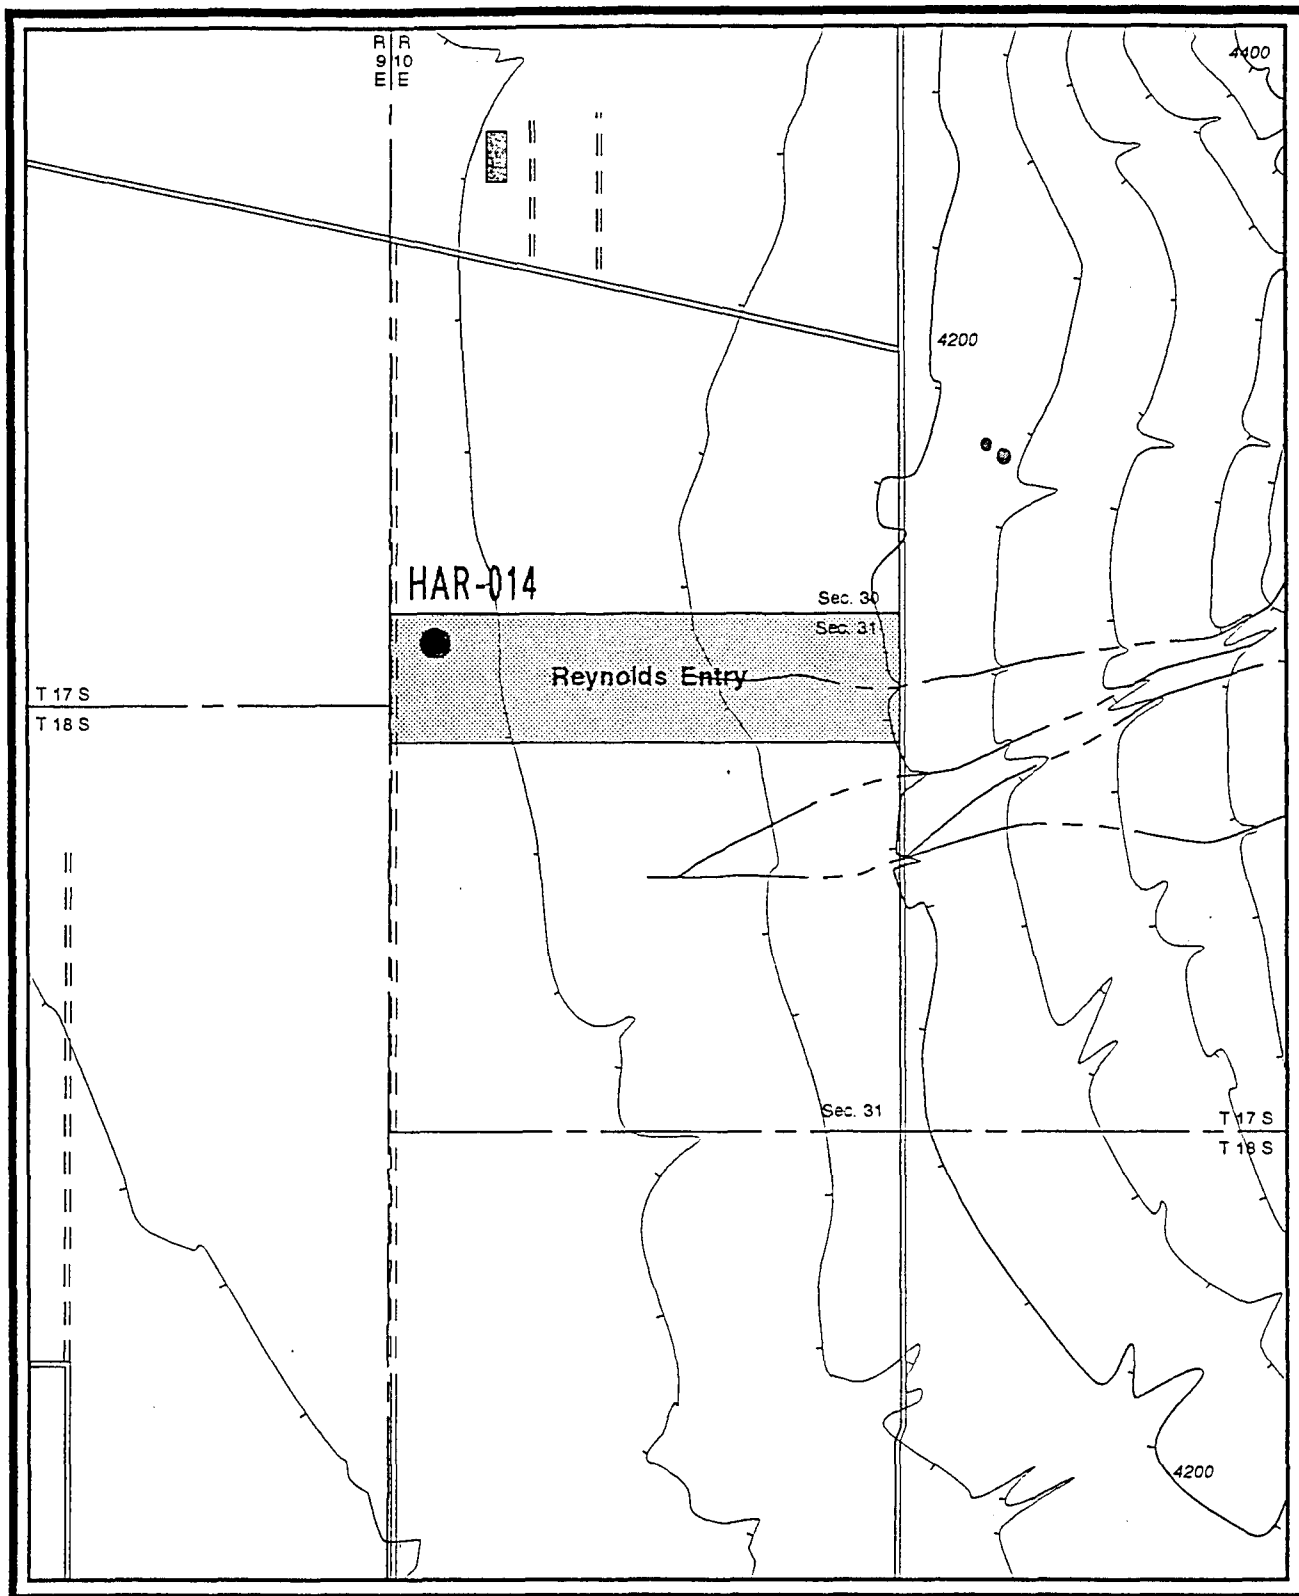 R R
9 10
E E
4400
4200
HAR-014
Sec. 30
Sec. 31
Reynolds Entry
T 17 S
T 18 S
Sec. 31
T 17 S
T 18 S
4200